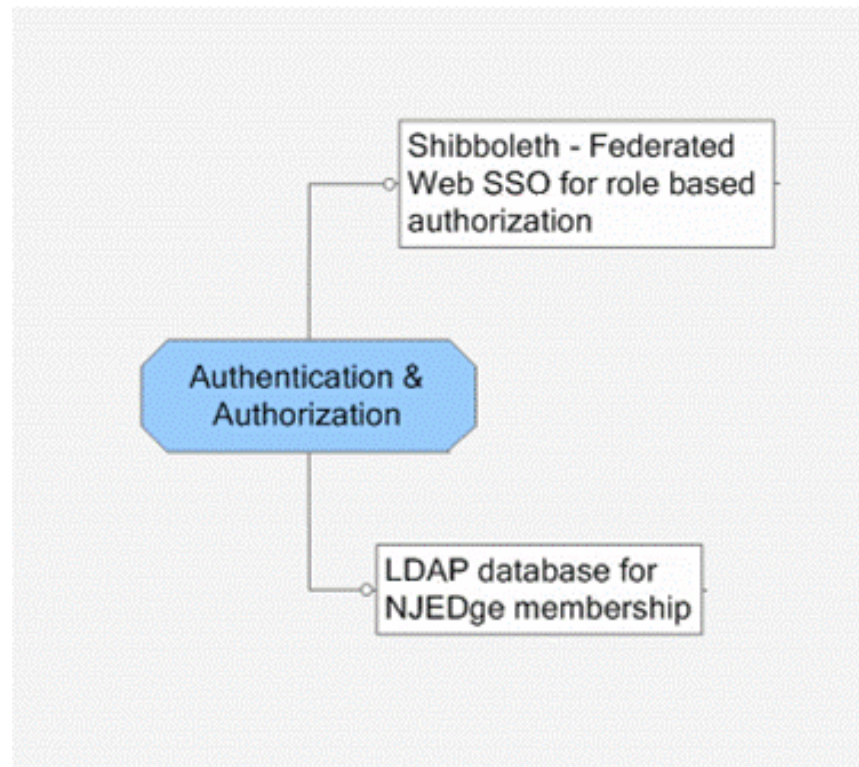 Shibboleth - Federated
Web SSO for role based
authorization
Authentication &
Authorization
LDAP database for
NJEDge membership